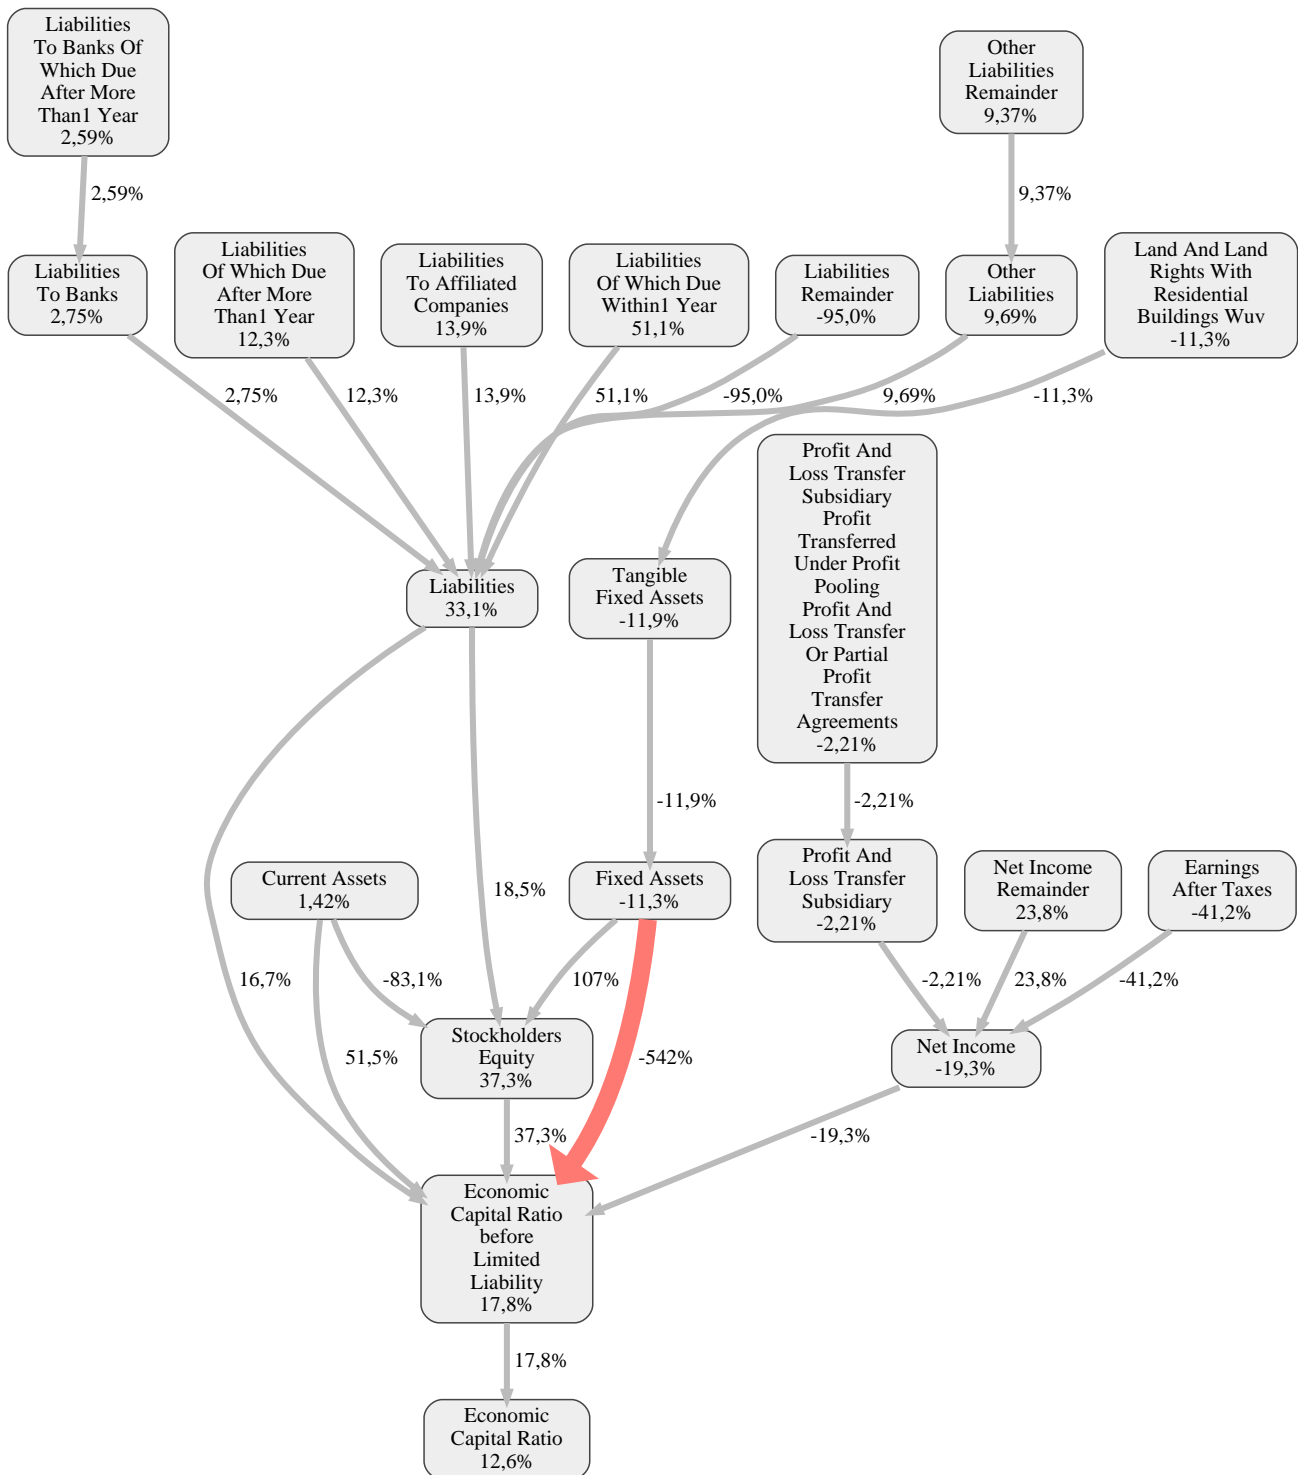 Liabilities
To Banks Of
Which Due
After More
Than1 Year
2,59%
Other
Liabilities
Remainder
9,37%
2,59%
9,37%
Liabilities
To Banks
2,75%
Liabilities
Of Which Due
After More
Than1 Year
12,3%
Liabilities
To Affiliated
Companies
13,9%
Liabilities
Of Which Due
Within1 Year
51,1%
Liabilities
Remainder
-95,0%
Other
Liabilities
9,69%
Land And Land
Rights With
Residential
Buildings Wuv
-11,3%
2,75%
12,3%
13,9%
51,1%
-95,0%
9,69%
-11,3%
Profit And
Loss Transfer
Subsidiary
Profit
Transferred
Under Profit
Pooling
Profit And
Loss Transfer
Or Partial
Profit
Transfer
Agreements
-2,21%
Liabilities
33,1%
Tangible
Fixed Assets
-11,9%
-11,9%
-2,21%
Current Assets
1,42%
18,5%
Fixed Assets
-11,3%
Profit And
Loss Transfer
Subsidiary
-2,21%
Net Income
Remainder
23,8%
Earnings
After Taxes
-41,2%
16,7%
-83,1%
107%
-2,21%
23,8%
-41,2%
51,5%
Stockholders
Equity
37,3%
-542%
Net Income
-19,3%
37,3%
-19,3%
Economic
Capital Ratio
before
Limited
Liability
17,8%
17,8%
Economic
Capital Ratio
12,6%